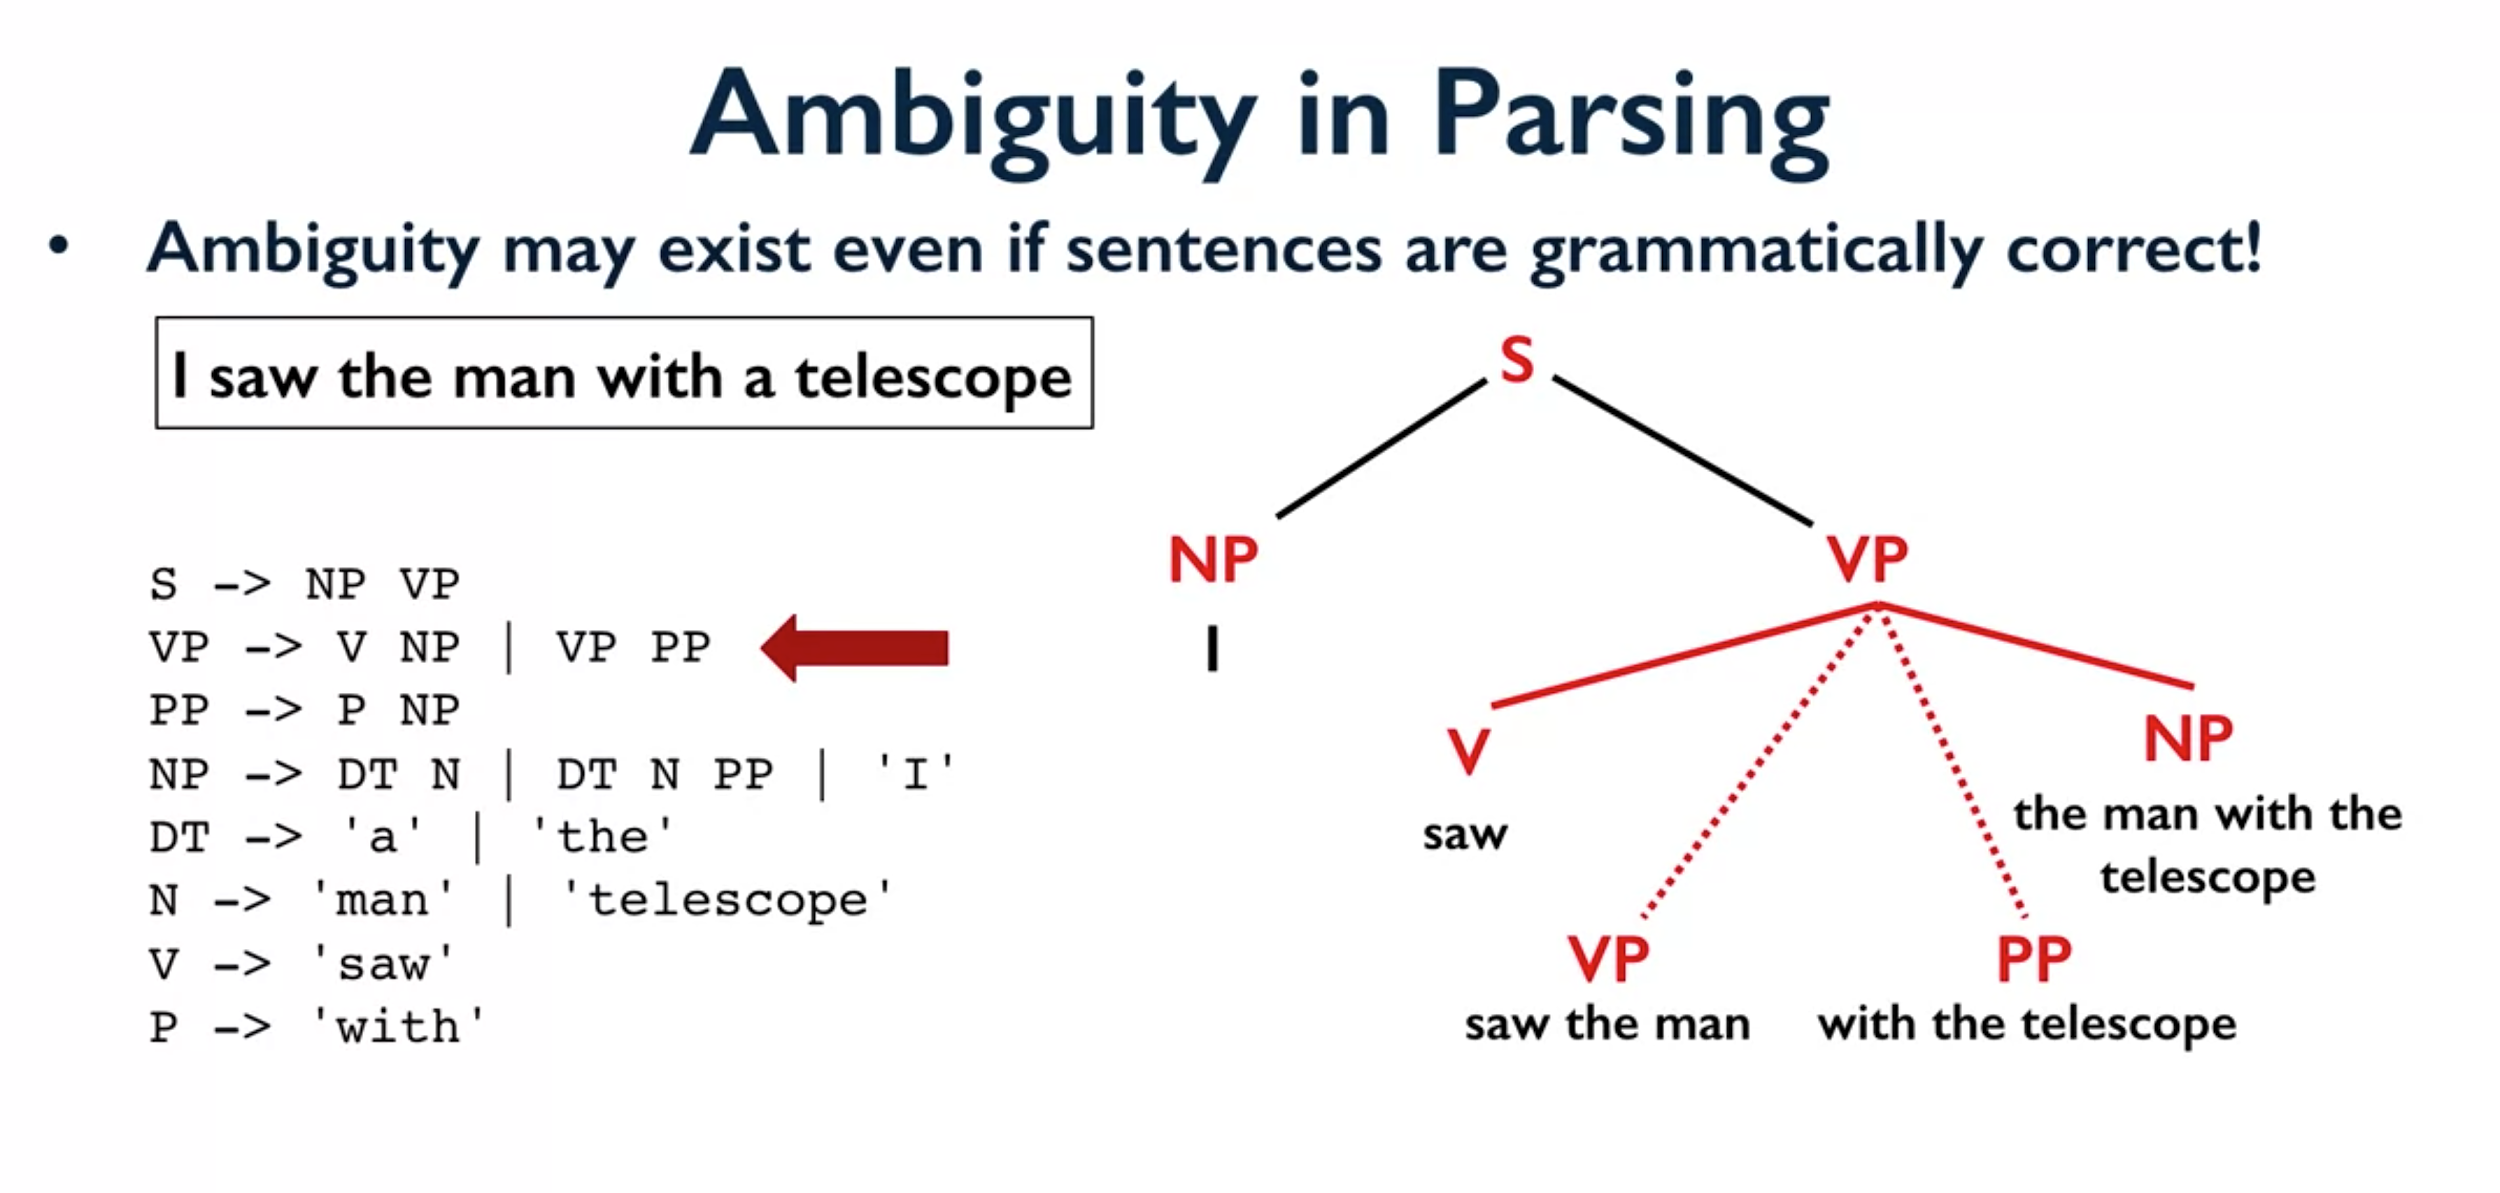 Ambiguity in Parsing
• Ambiguity may exist even if sentences are grammatically correct!
I saw the man with a telescope
S -> NP VP
VP -> V NP | VP PP
PP -> P NP
NP -> DT N | DT N PP | 'I'
DT -> 'a' | 'the'
N -> 'man' | 'telescope'
V -> 'saw'
P -> 'with'
S
NP
VP
I
V
NP
saw
the man with the
telescope
VP
PP
saw the man
with the telescope